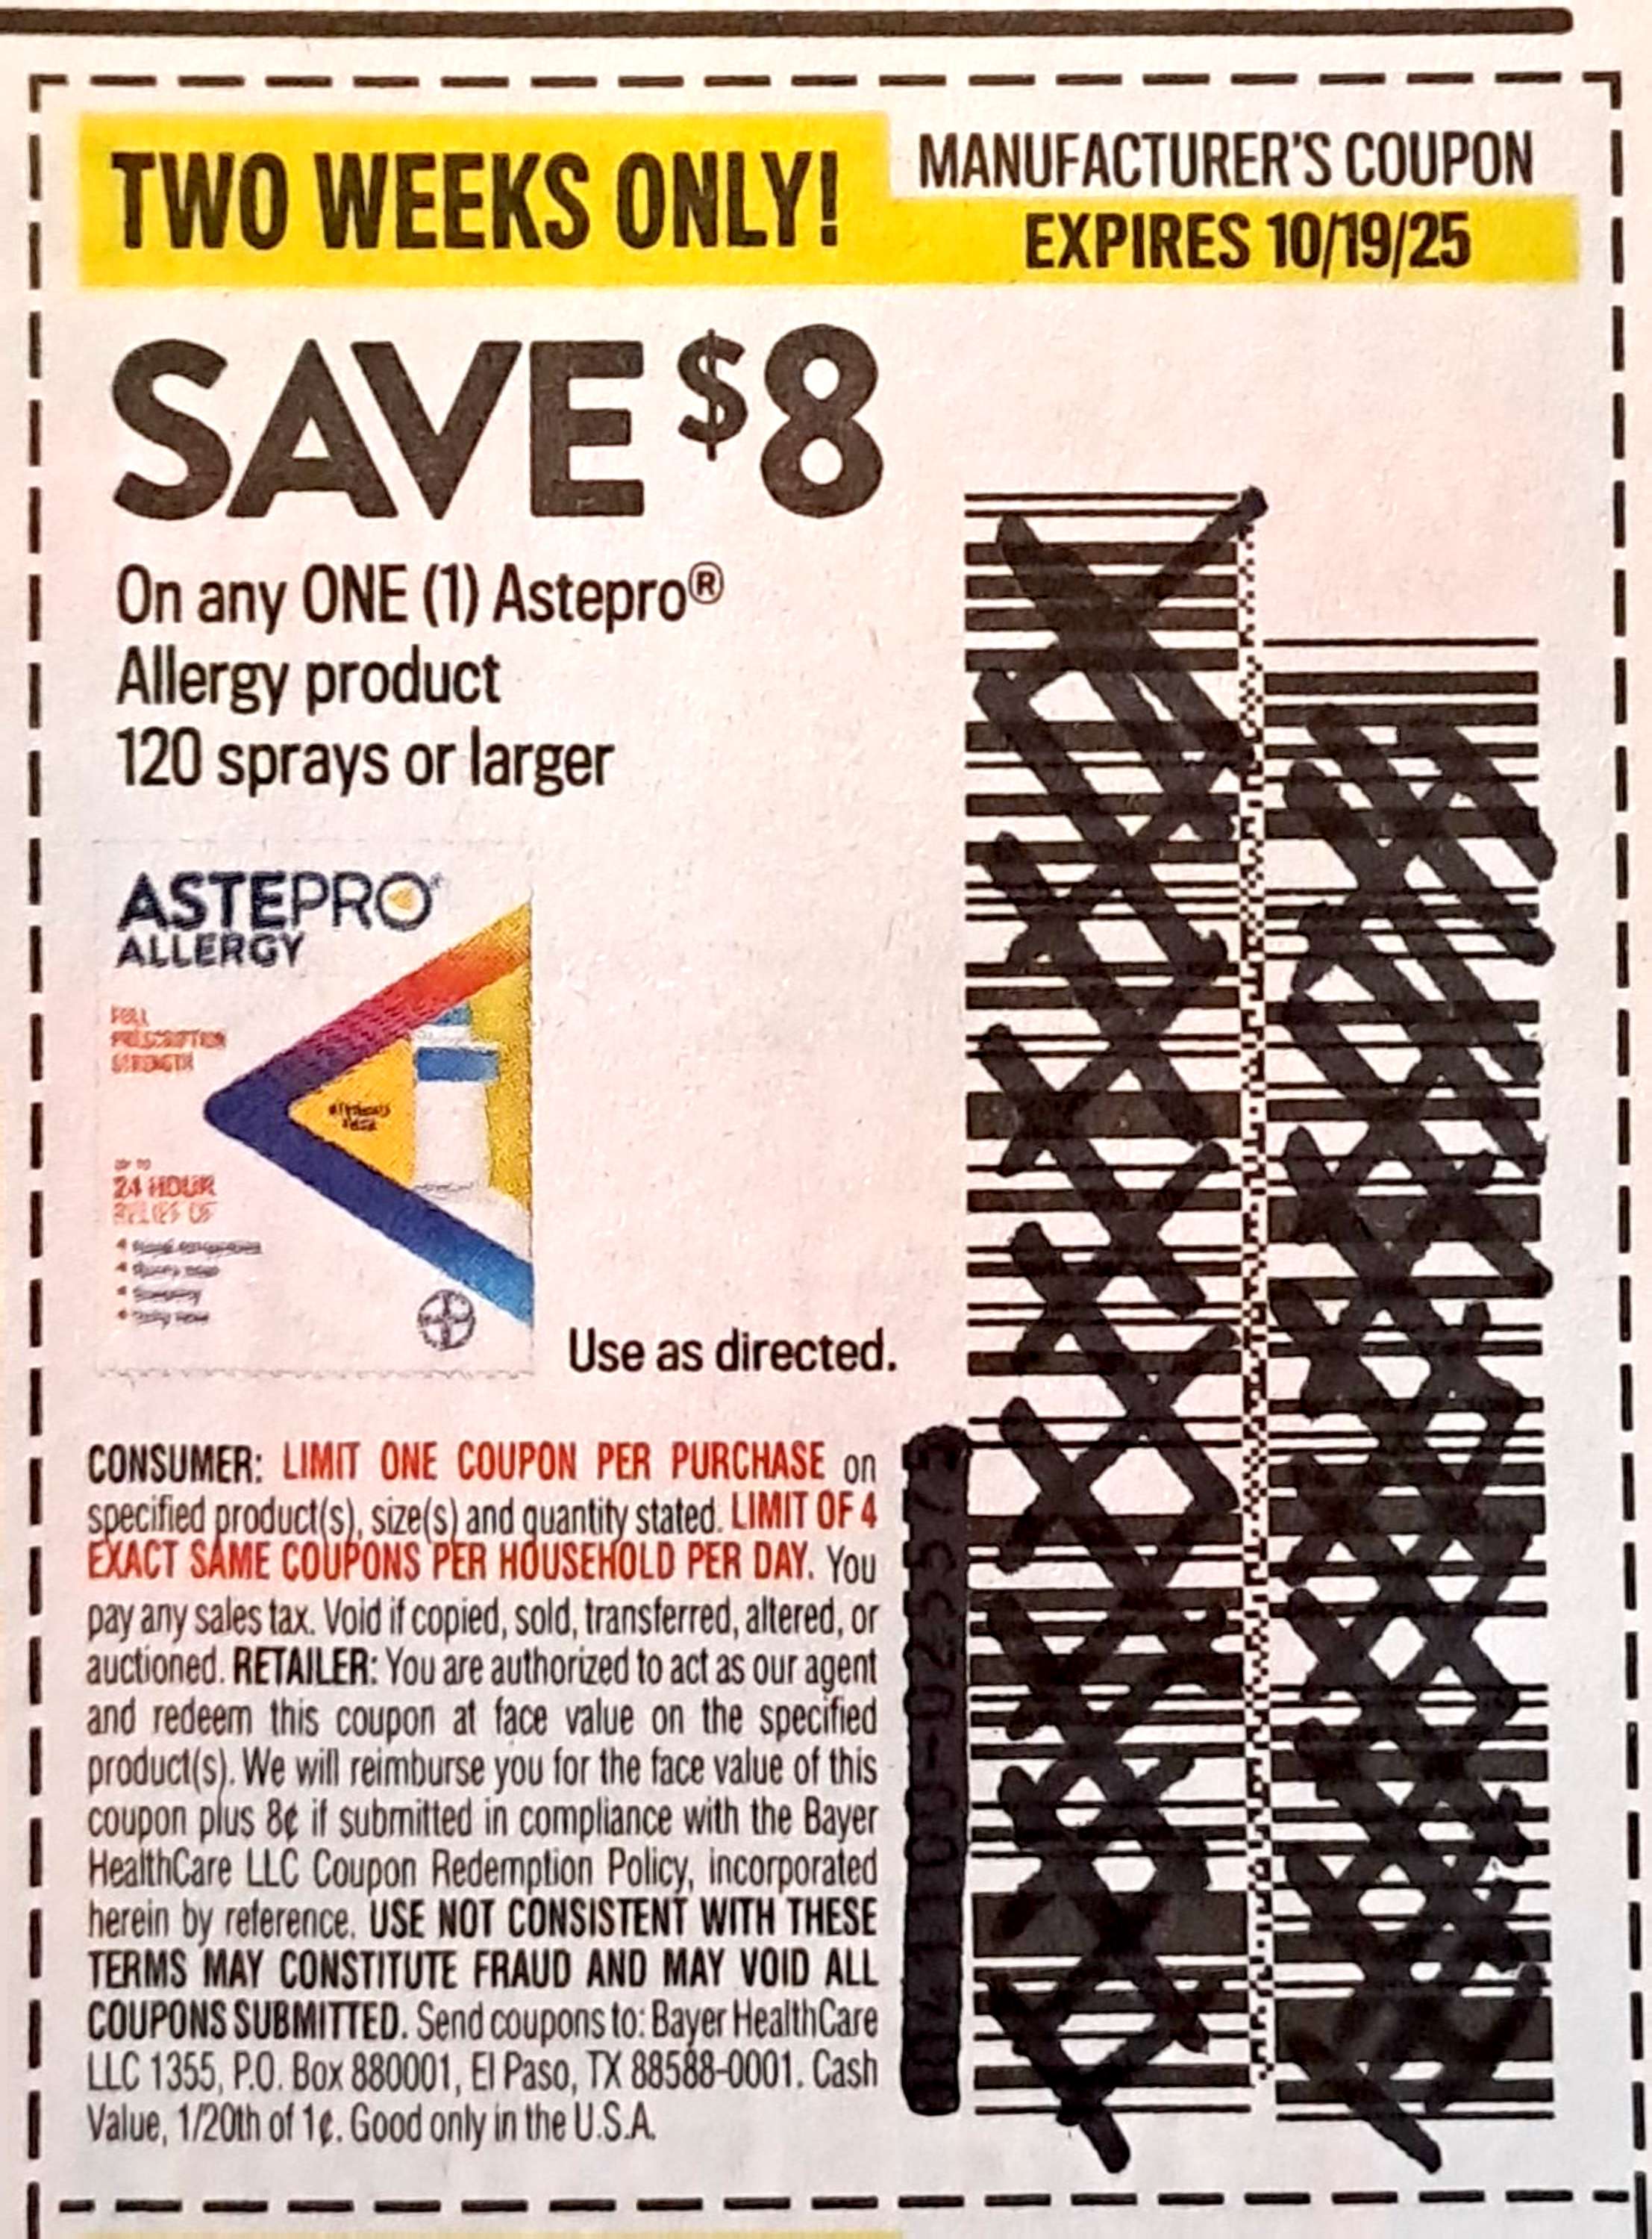 TWO WEEKS ONLY!
MANUFACTURER'S COUPON
EXPIRES 10/19/25
SAVE $8
On any ONE (1) Astepro®
Allergy product
120 sprays or larger
ASTEPRO
ALLERGY
FULL
PRESCRIPTION
STRENGTH
UP TO
24 HOUR
RELIEF OF
Use as directed.
CONSUMER: LIMIT ONE COUPON PER PURCHASE on
specified product(s), size(s) and quantity stated. LIMIT OF 4
EXACT SAME COUPONS PER HOUSEHOLD PER DAY. You
pay any sales tax. Void if copied, sold, transferred, altered, or
auctioned. RETAILER: You are authorized to act as our agent
and redeem this coupon at face value on the specified
product(s). We will reimburse you for the face value of this
coupon plus 8¢ if submitted in compliance with the Bayer
HealthCare LLC Coupon Redemption Policy, incorporated
herein by reference. USE NOT CONSISTENT WITH THESE
TERMS MAY CONSTITUTE FRAUD AND MAY VOID ALL
COUPONS SUBMITTED. Send coupons to: Bayer HealthCare
LLC 1355, P.O. Box 880001, El Paso, TX 88588-0001. Cash
Value, 1/20th of 1¢. Good only in the U.S.A.